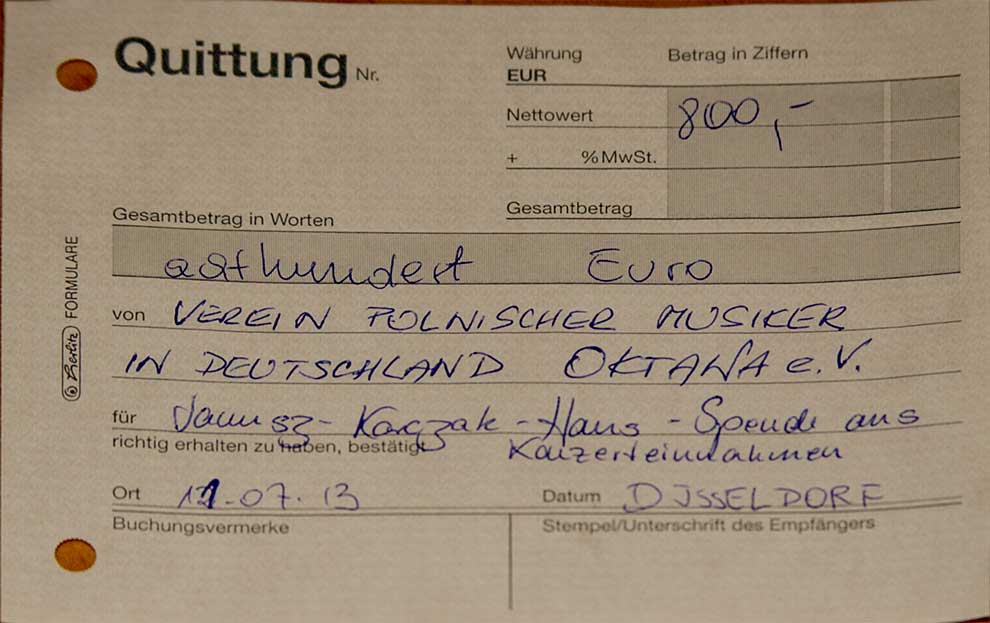 Quittung Nr.
Währung
EUR
Betrag in Ziffern
Nettowert 800,-
+ %MwSt.
Gesamtbetrag
Gesamtbetrag in Worten
achthundert Euro
von VEREIN POLNISCHER MUSIKER
IN DEUTSCHLAND OKTAWA e.V.
für Janusz-Korczak-Haus - Spende aus
richtig erhalten zu haben, bestätigt Konzerteinnahmen
Ort 11.07.13 Datum DÜSSELDORF
Buchungsvermerke Stempel/Unterschrift des Empfängers
Berlitz FORMULARE